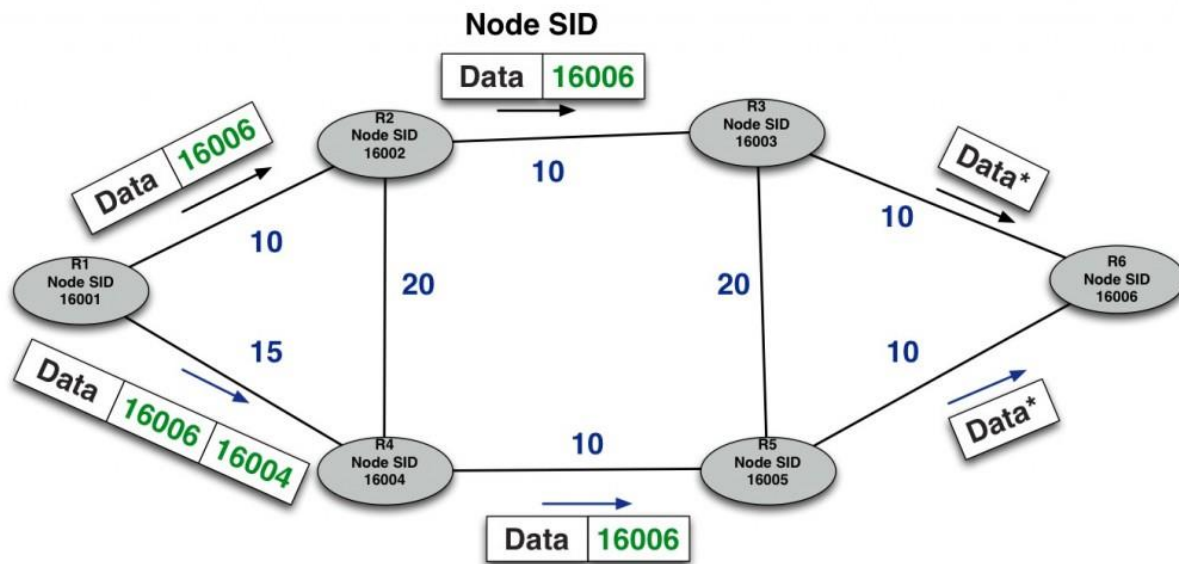 Node SID
Data 16006
Data 16006
R2
Node SID
16002
R3
Node SID
16003
Data*
10
10
10
R1
Node SID
16001
20
20
R6
Node SID
16006
15
10
Data 16006 16004
Data*
R4
Node SID
16004
10
R5
Node SID
16005
Data 16006